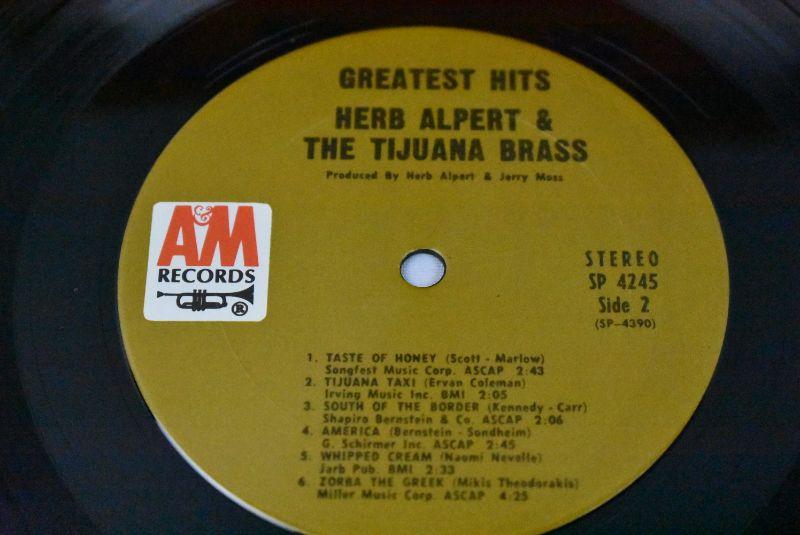 GREATEST HITS
HERB ALPERT &
THE TIJUANA BRASS
Produced By Herb Alpert & Jerry Moss
A&M
RECORDS
®
STEREO
SP 4245
Side 2
(SP-4390)
1. TASTE OF HONEY (Scott - Marlow)
Songfest Music Corp. ASCAP 2:43
2. TIJUANA TAXI (Ervan Coleman)
Irving Music Inc. BMI 2:05
3. SOUTH OF THE BORDER (Kennedy - Carr)
Shapiro Bernstein & Co. ASCAP 2:06
4. AMERICA (Bernstein - Sondheim)
G. Schirmer Inc. ASCAP 2:45
5. WHIPPED CREAM (Naomi Neville)
Jarb Pub. BMI 2:33
6. ZORBA THE GREEK (Mikis Theodorakis)
Miller Music Corp. ASCAP 4:25